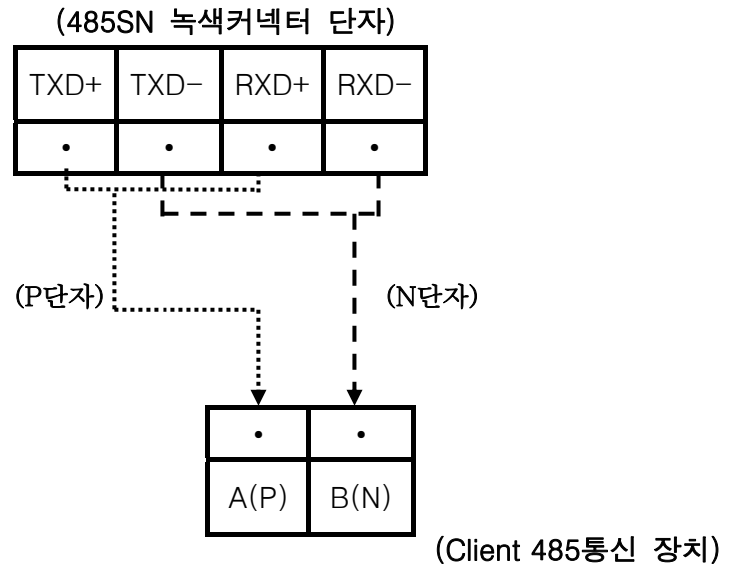 (485SN 녹색커넥터 단자)
TXD+ TXD- RXD+ RXD-
(P단자) (N단자)
A(P) B(N)
(Client 485통신 장치)